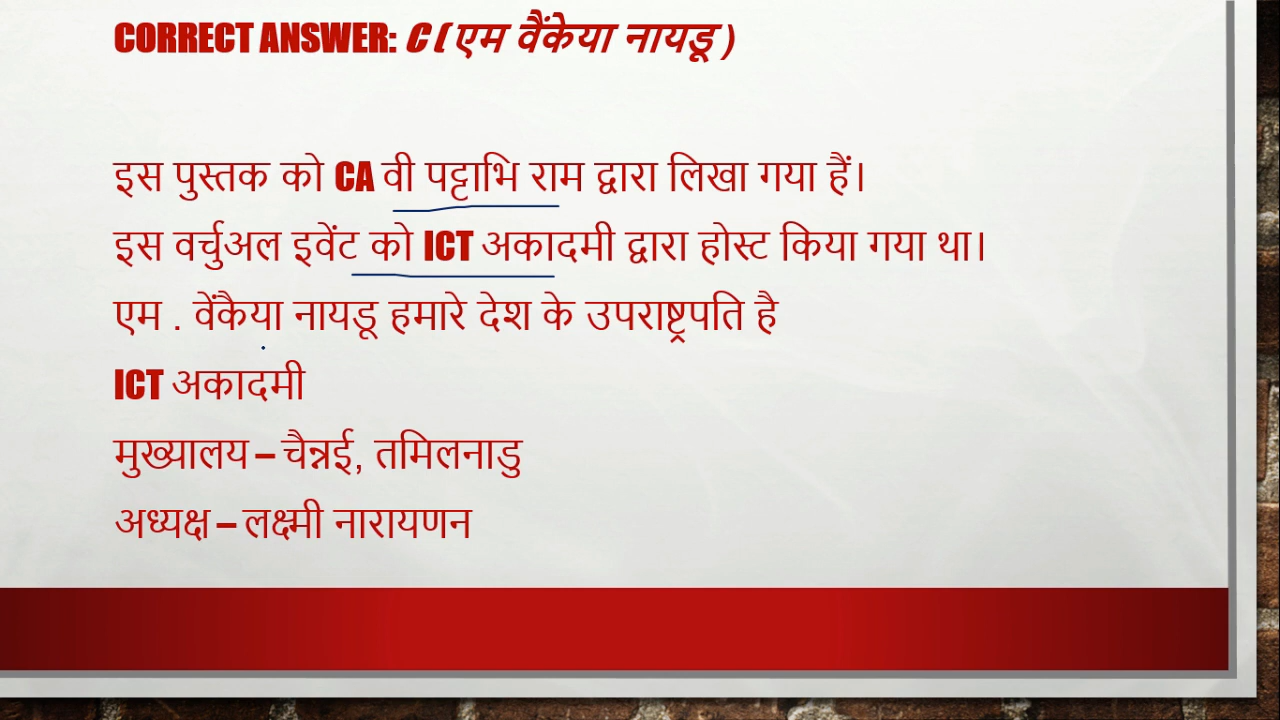 CORRECT ANSWER: C ( एम वैंकेया नायडू )
इस पुस्तक को CA वी पट्टाभि राम द्वारा लिखा गया हैं।
इस वर्चुअल इवेंट को ICT अकादमी द्वारा होस्ट किया गया था।
एम . वेंकैया नायडू हमारे देश के उपराष्ट्रपति है
ICT अकादमी
मुख्यालय – चैन्नई, तमिलनाडु
अध्यक्ष – लक्ष्मी नारायणन